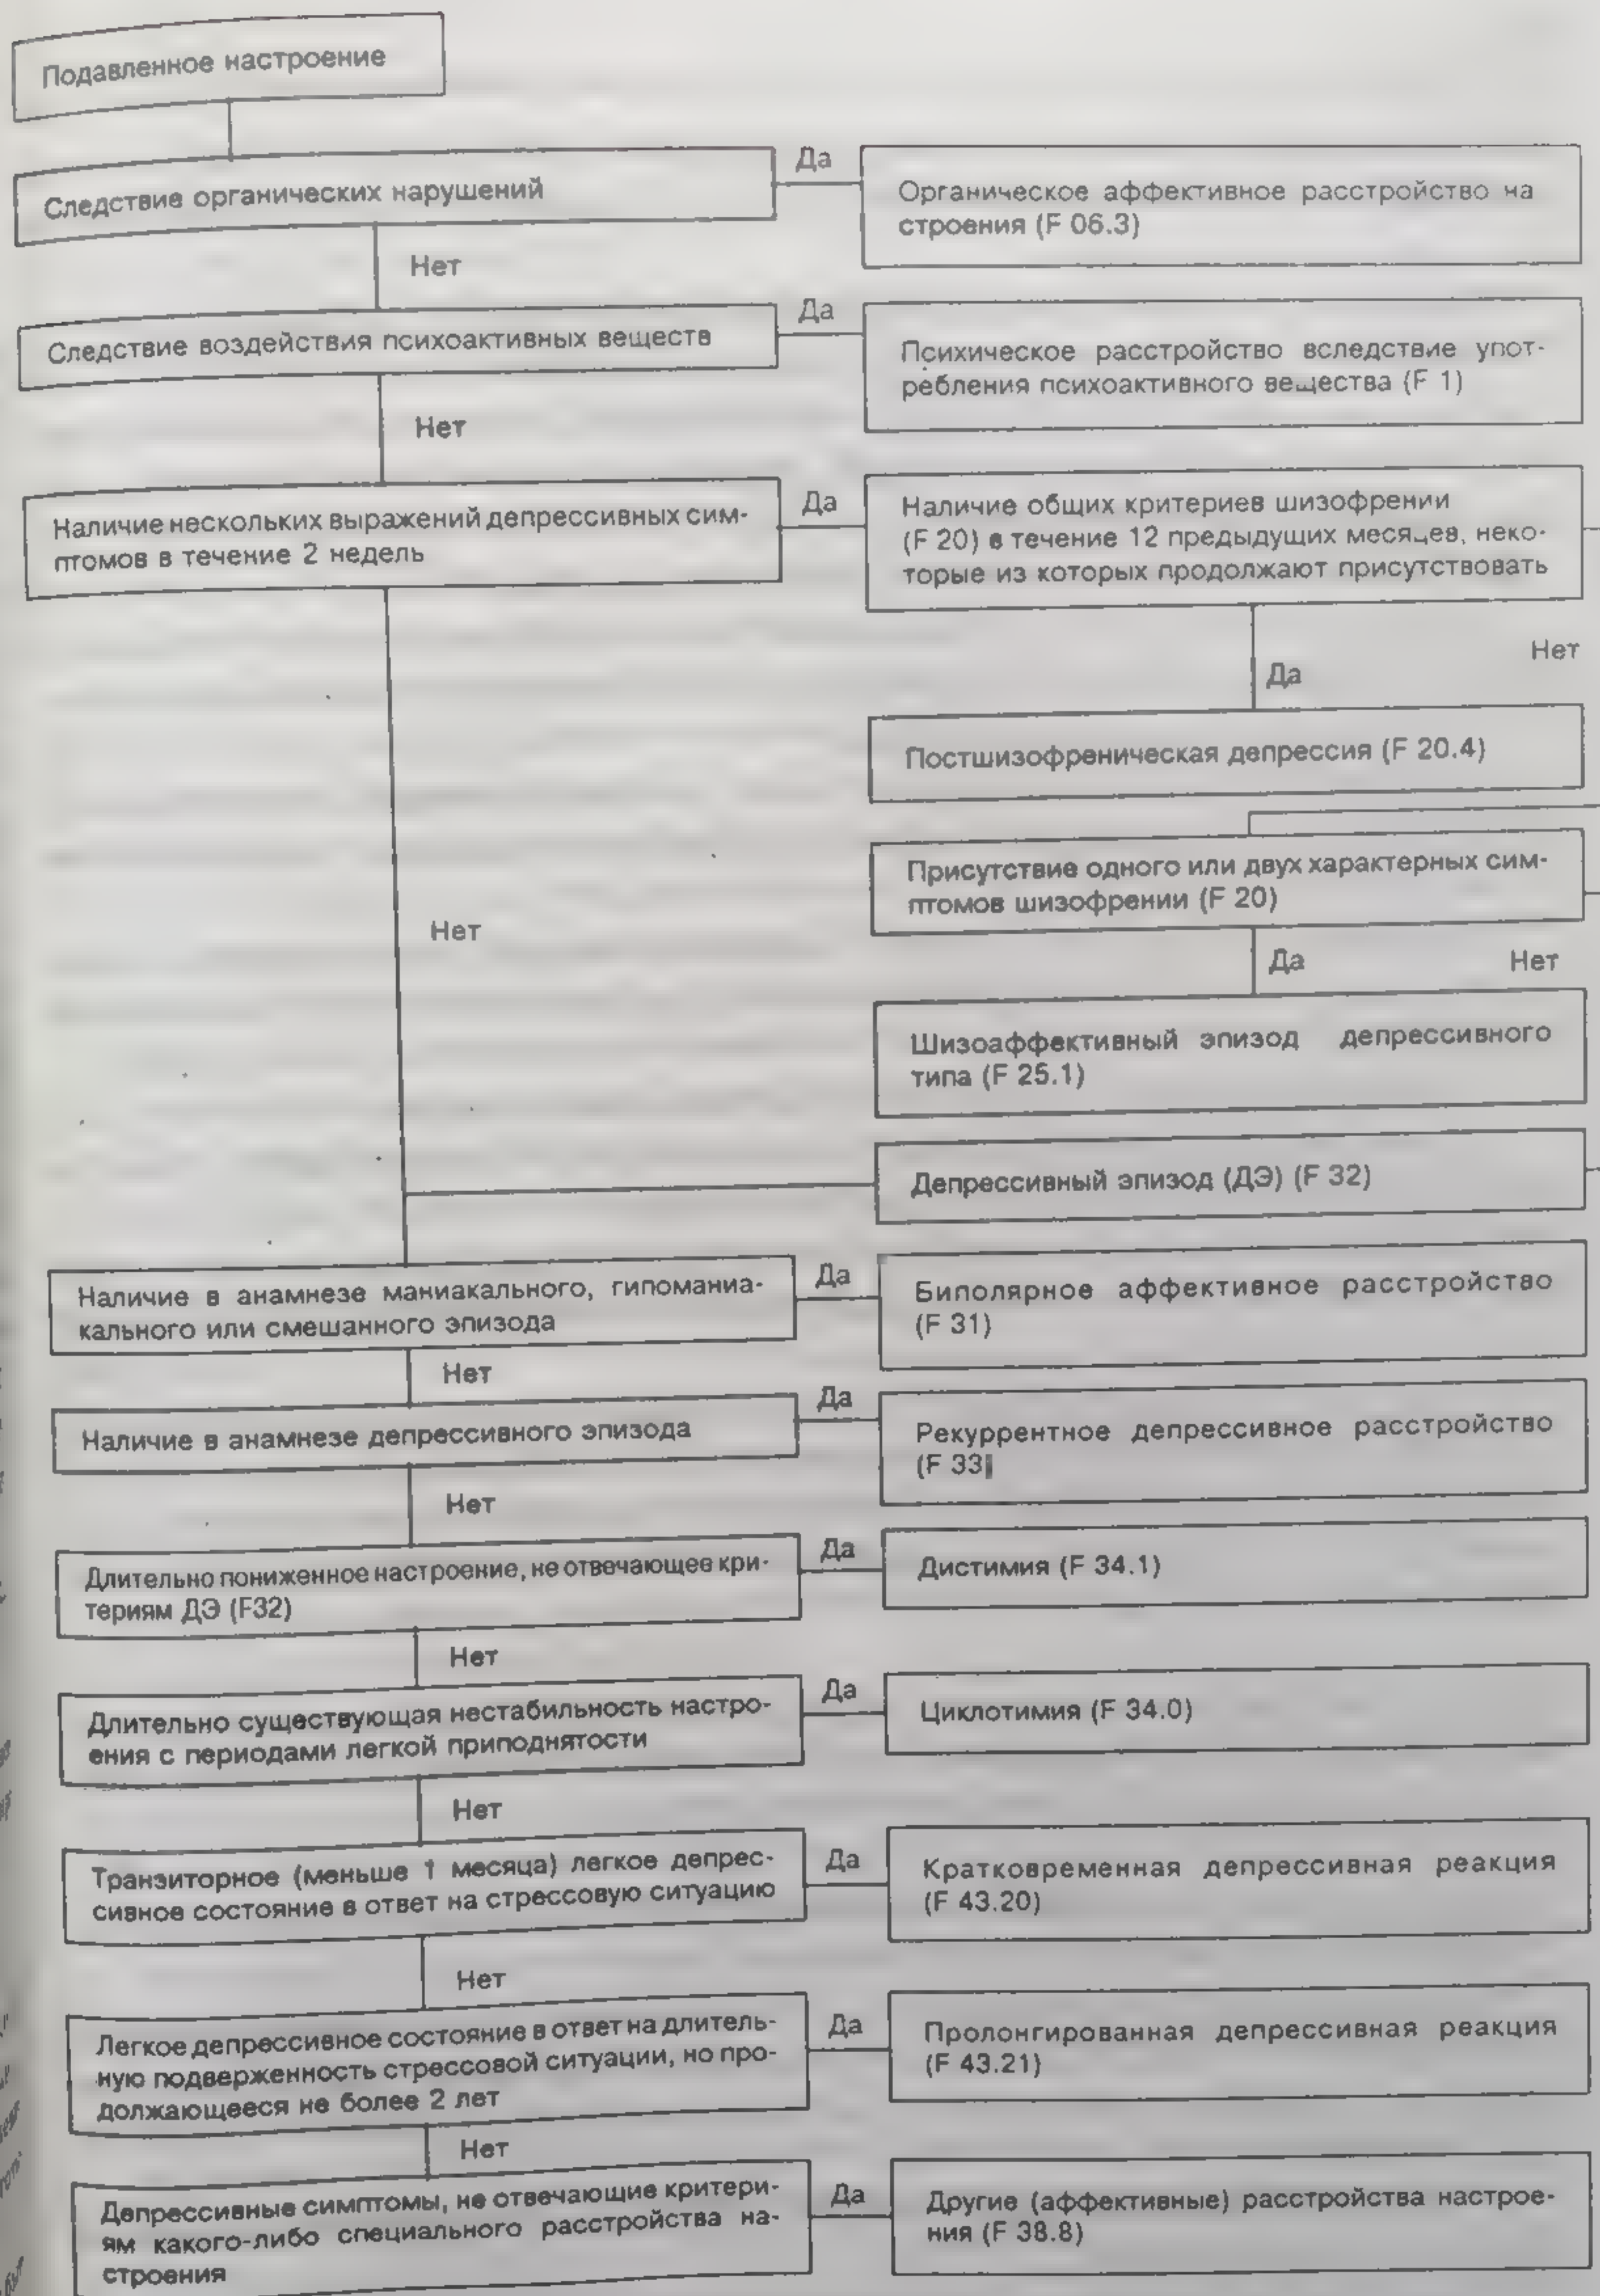 Подавленное настроение
Следствие органических нарушений
Да
Органическое аффективное расстройство на
строения (F 06.3)
Нет
Следствие воздействия психоактивных веществ
Да
Психическое расстройство вследствие упот-
ребления психоактивного вещества (F 1)
Нет
Наличие нескольких выражений депрессивных сим-
птомов в течение 2 недель
Да
Наличие общих критериев шизофрении
(F 20) в течение 12 предыдущих месяцев, неко-
торые из которых продолжают присутствовать
Нет
Да
Постшизофреническая депрессия (F 20.4)
Присутствие одного или двух характерных сим-
птомов шизофрении (F 20)
Нет
Да
Нет
Шизоаффективный эпизод депрессивного
типа (F 25.1)
Депрессивный эпизод (ДЭ) (F 32)
Наличие в анамнезе маниакального, гипомания-
кального или смешанного эпизода
Да
Биполярное аффективное расстройство
(F 31)
Нет
Наличие в анамнезе депрессивного эпизода
Да
Рекуррентное депрессивное расстройство
(F 33)
Нет
Длительно пониженное настроение, не отвечающее кри-
териям ДЭ (F32)
Да
Дистимия (F 34.1)
Нет
Длительно существующая нестабильность настро-
ения с периодами легкой приподнятости
Да
Циклотимия (F 34.0)
Нет
Транзиторное (меньше 1 месяца) легкое депрес-
сивное состояние в ответ на стрессовую ситуацию
Да
Кратковременная депрессивная реакция
(F 43.20)
Нет
Легкое депрессивное состояние в ответ на длитель-
ную подверженность стрессовой ситуации, но про-
должающееся не более 2 лет
Да
Пролонгированная депрессивная реакция
(F 43.21)
Нет
Депрессивные симптомы, не отвечающие критери-
ям какого-либо специального расстройства на-
строения
Да
Другие (аффективные) расстройства настрое-
ния (F 38.8)